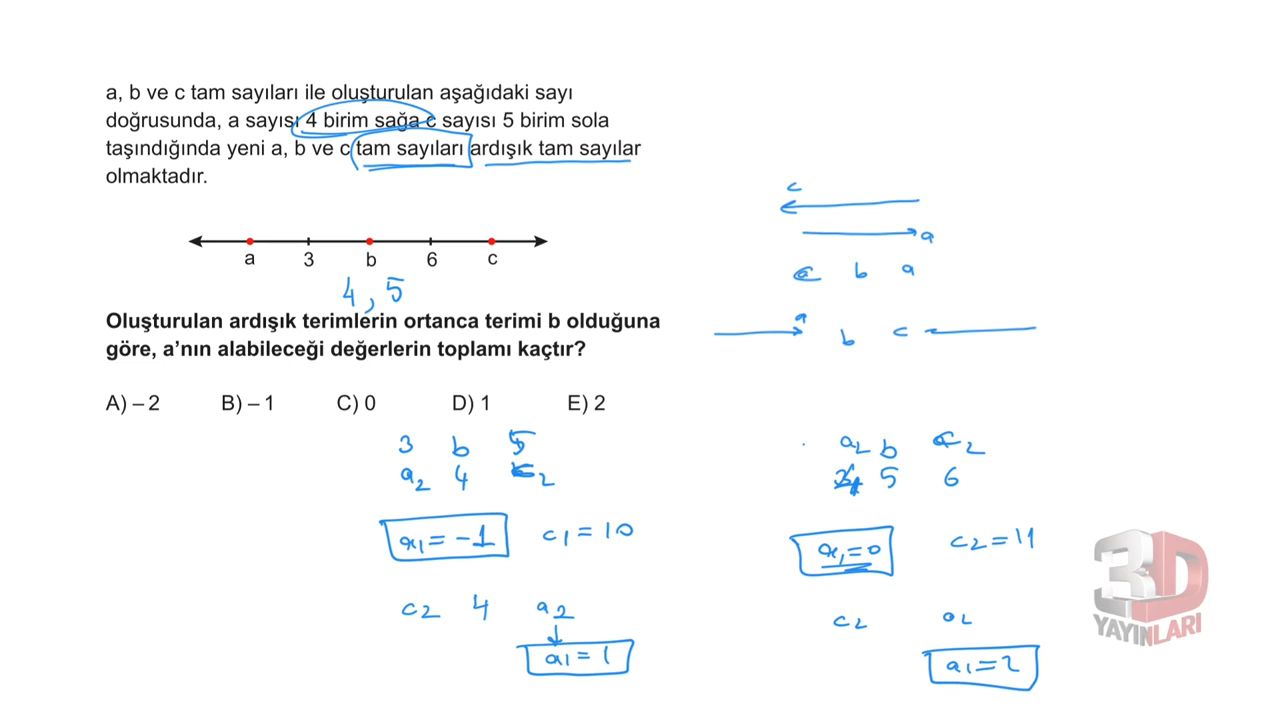 a, b ve c tam sayıları ile oluşturulan aşağıdaki sayı
doğrusunda, a sayısı 4 birim sağa c sayısı 5 birim sola
taşındığında yeni a, b ve c tam sayıları ardışık tam sayılar
olmaktadır.
c
a
a 3 b 6 c
c b a
4, 5
a
b c
Oluşturulan ardışık terimlerin ortanca terimi b olduğuna
göre, a’nın alabileceği değerlerin toplamı kaçtır?
A) – 2 B) – 1 C) 0 D) 1 E) 2
3 b 5
a2 4 c2
a1 = -1 c1 = 10
c2 4 a2
a1 = 1
a2 b c2
4 5 6
a1 = 0 c2 = 11
c2 a2
a1 = 2
3D
YAYINLARI